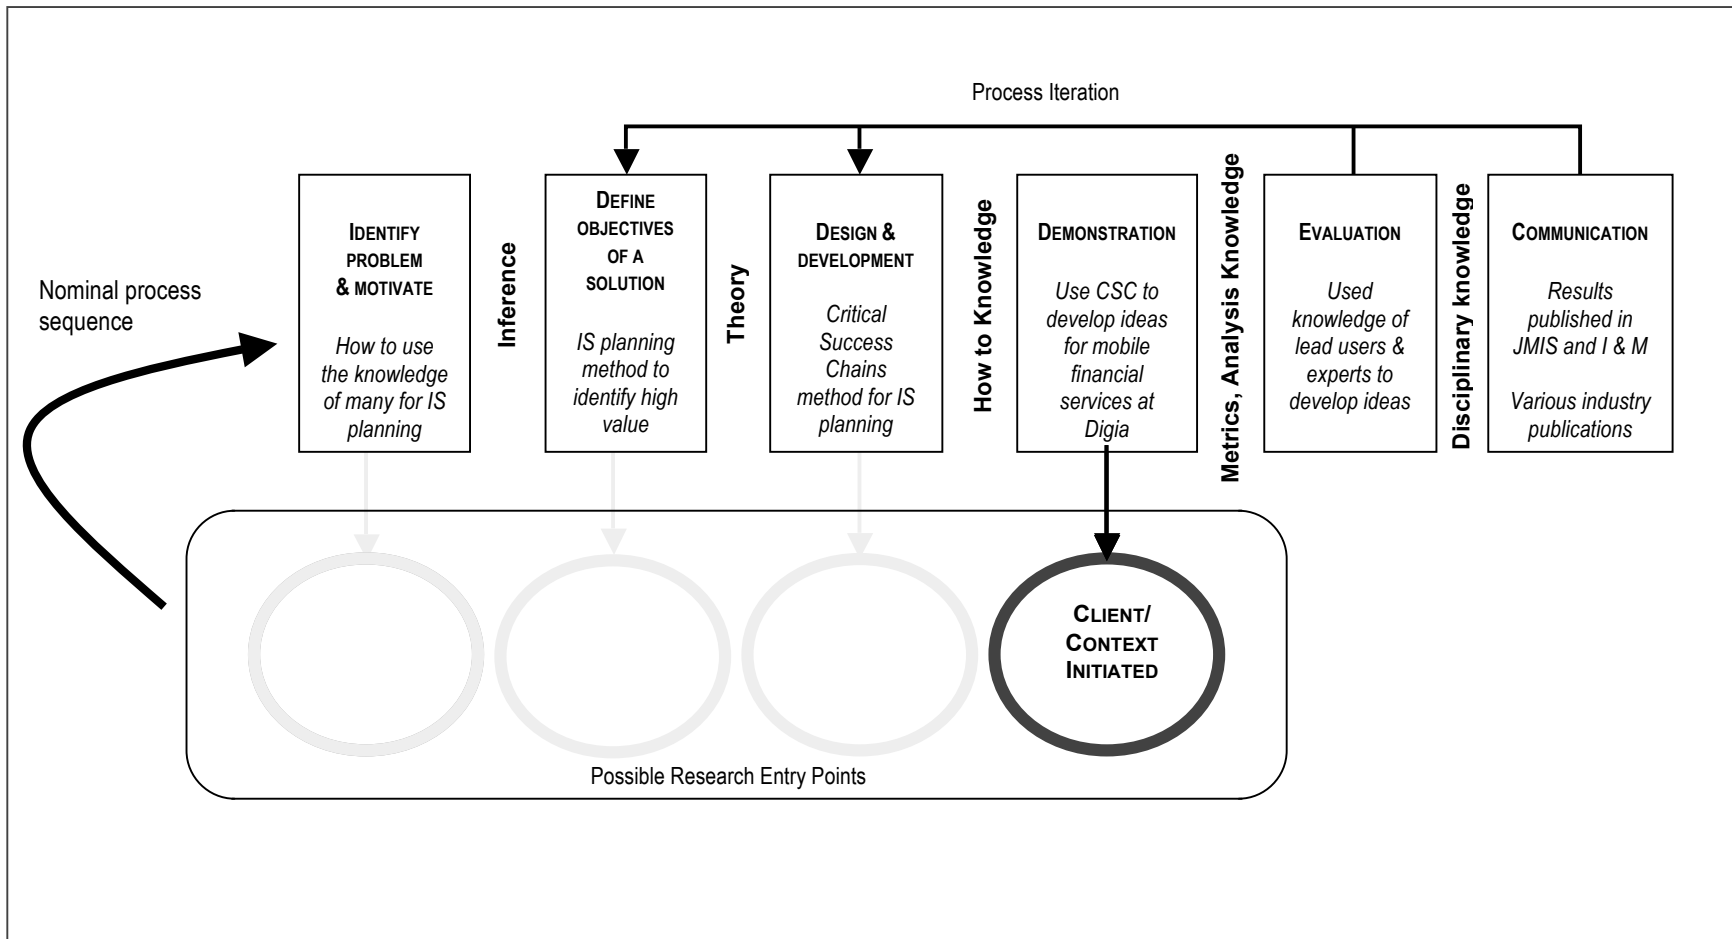 Process Iteration
Nominal process
sequence
IDENTIFY
PROBLEM
& MOTIVATE
How to use
the knowledge
of many for IS
planning
Inference
DEFINE
OBJECTIVES
OF A
SOLUTION
IS planning
method to
identify high
value
Theory
DESIGN &
DEVELOPMENT
Critical
Success
Chains
method for IS
planning
How to Knowledge
DEMONSTRATION
Use CSC to
develop ideas
for mobile
financial
services at
Digia
Metrics, Analysis Knowledge
EVALUATION
Used
knowledge of
lead users &
experts to
develop ideas
Disciplinary knowledge
COMMUNICATION
Results
published in
JMIS and I & M
Various industry
publications
CLIENT/
CONTEXT
INITIATED
Possible Research Entry Points